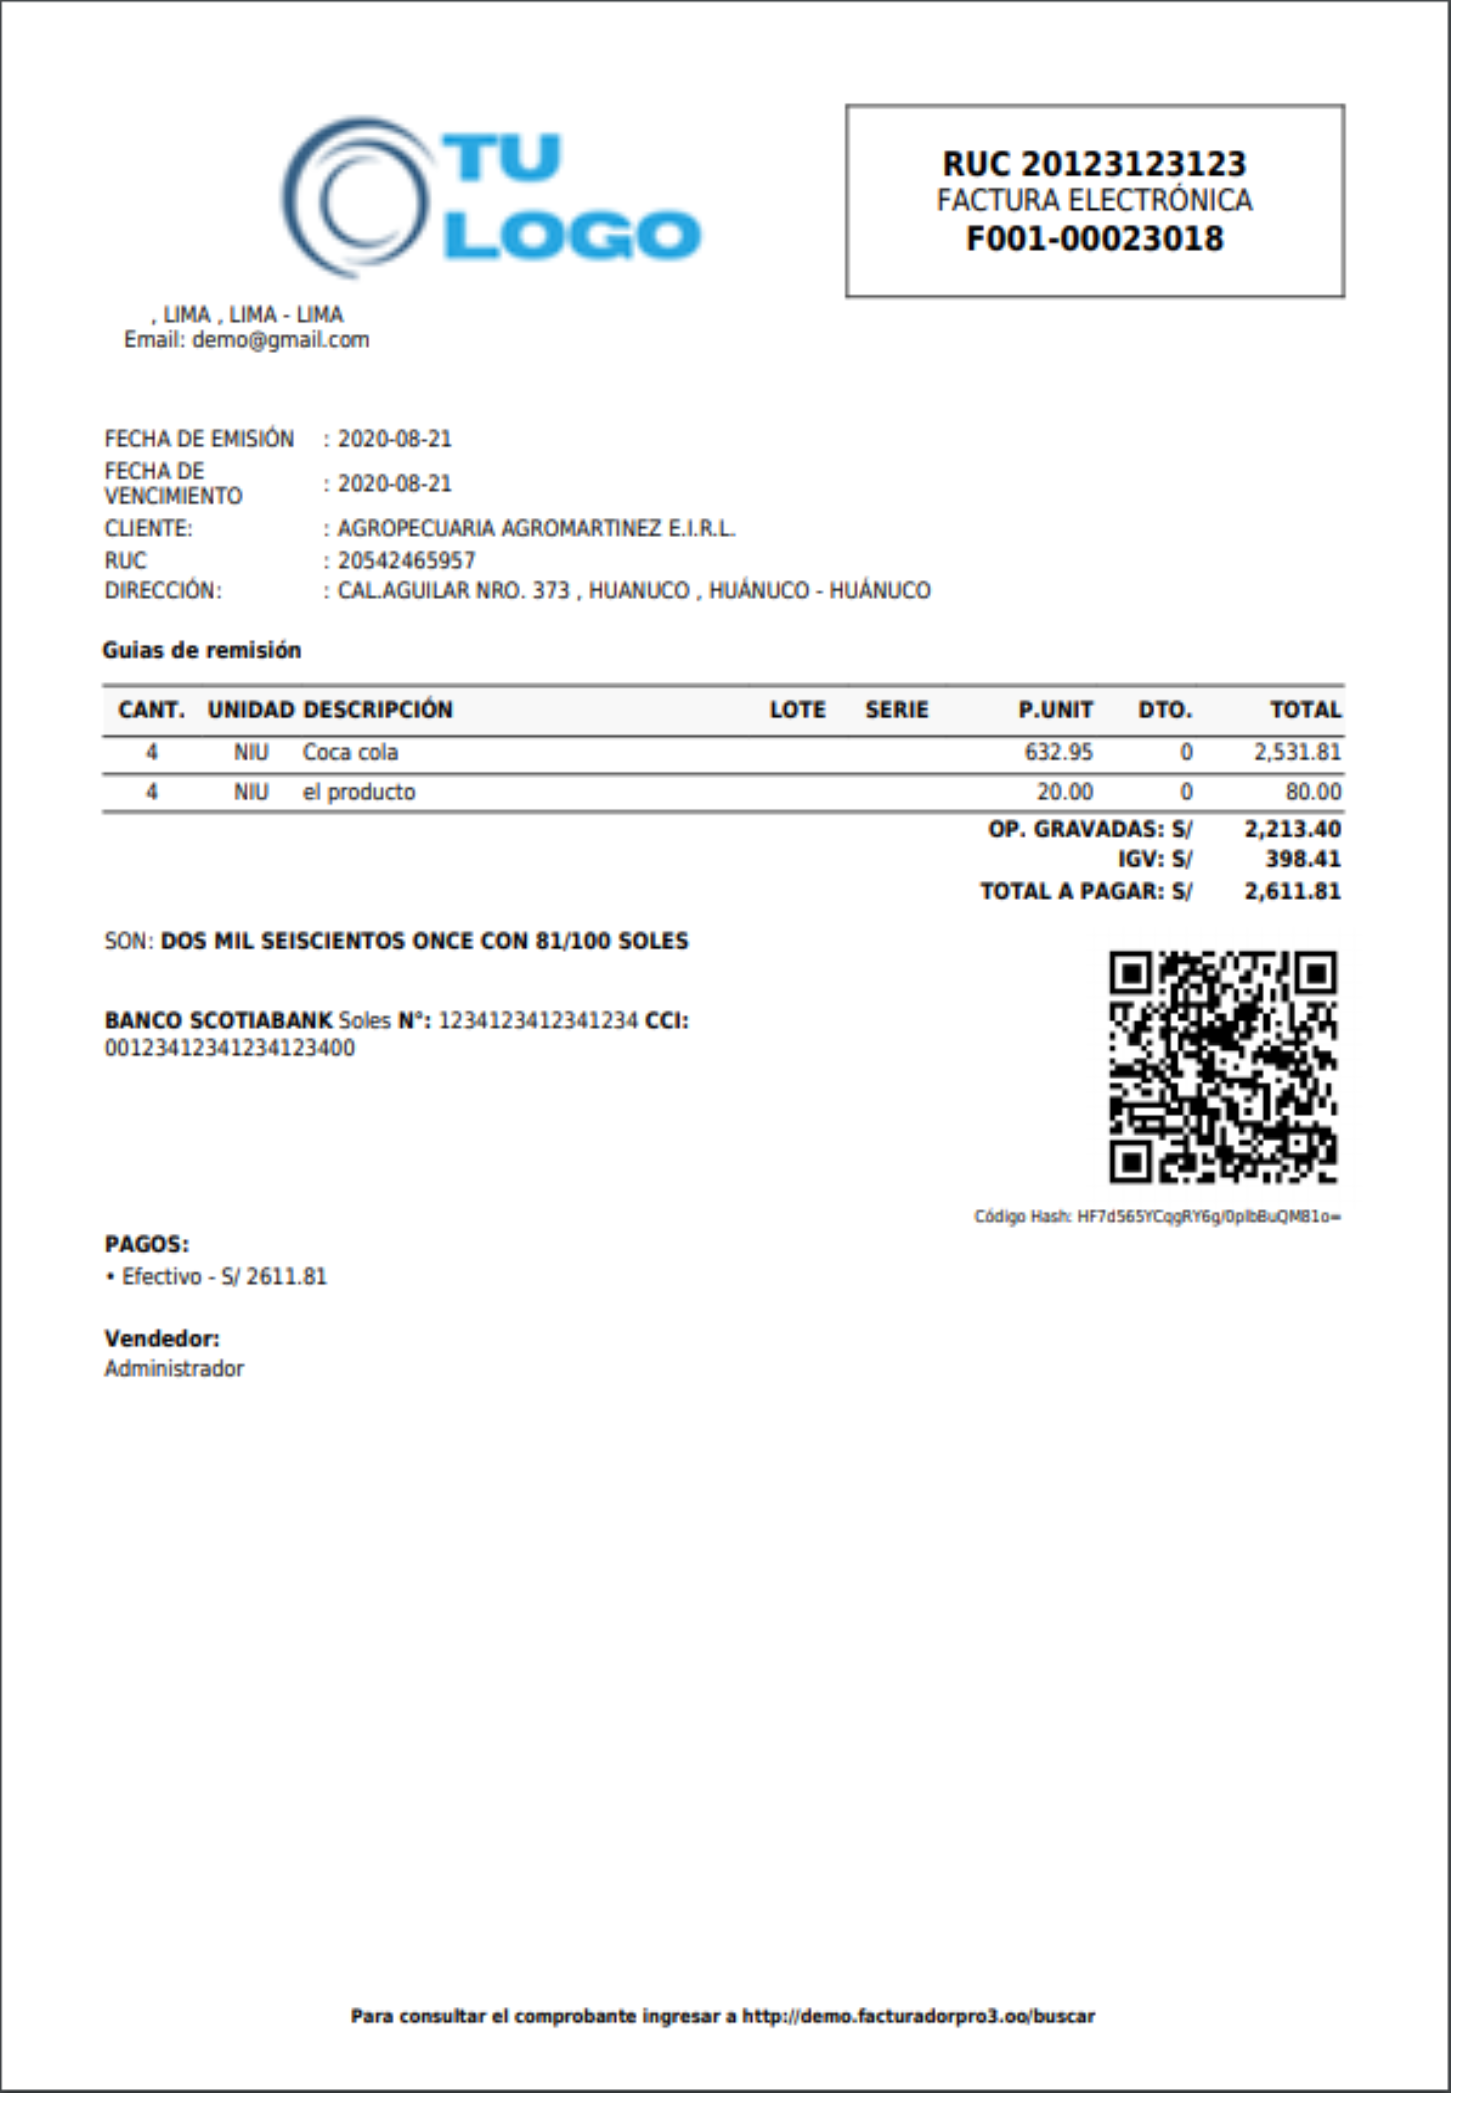 TU
LOGO
RUC 20123123123
FACTURA ELECTRÓNICA
F001-00023018
, LIMA , LIMA - LIMA
Email: demo@gmail.com
FECHA DE EMISIÓN : 2020-08-21
FECHA DE
VENCIMIENTO : 2020-08-21
CLIENTE: : AGROPECUARIA AGROMARTINEZ E.I.R.L.
RUC : 20542465957
DIRECCIÓN: : CAL.AGUILAR NRO. 373 , HUANUCO , HUÁNUCO - HUÁNUCO
Guias de remisión
CANT. UNIDAD DESCRIPCIÓN LOTE SERIE P.UNIT DTO. TOTAL
4 NIU Coca cola 632.95 0 2,531.81
4 NIU el producto 20.00 0 80.00
OP. GRAVADAS: S/ 2,213.40
IGV: S/ 398.41
TOTAL A PAGAR: S/ 2,611.81
SON: DOS MIL SEISCIENTOS ONCE CON 81/100 SOLES
BANCO SCOTIABANK Soles N°: 1234123412341234 CCI:
00123412341234123400
Código Hash: HF7d565YCqgRY6g/0plbBuQM81o=
PAGOS:
• Efectivo - S/ 2611.81
Vendedor:
Administrador
Para consultar el comprobante ingresar a http://demo.facturadorpro3.oo/buscar